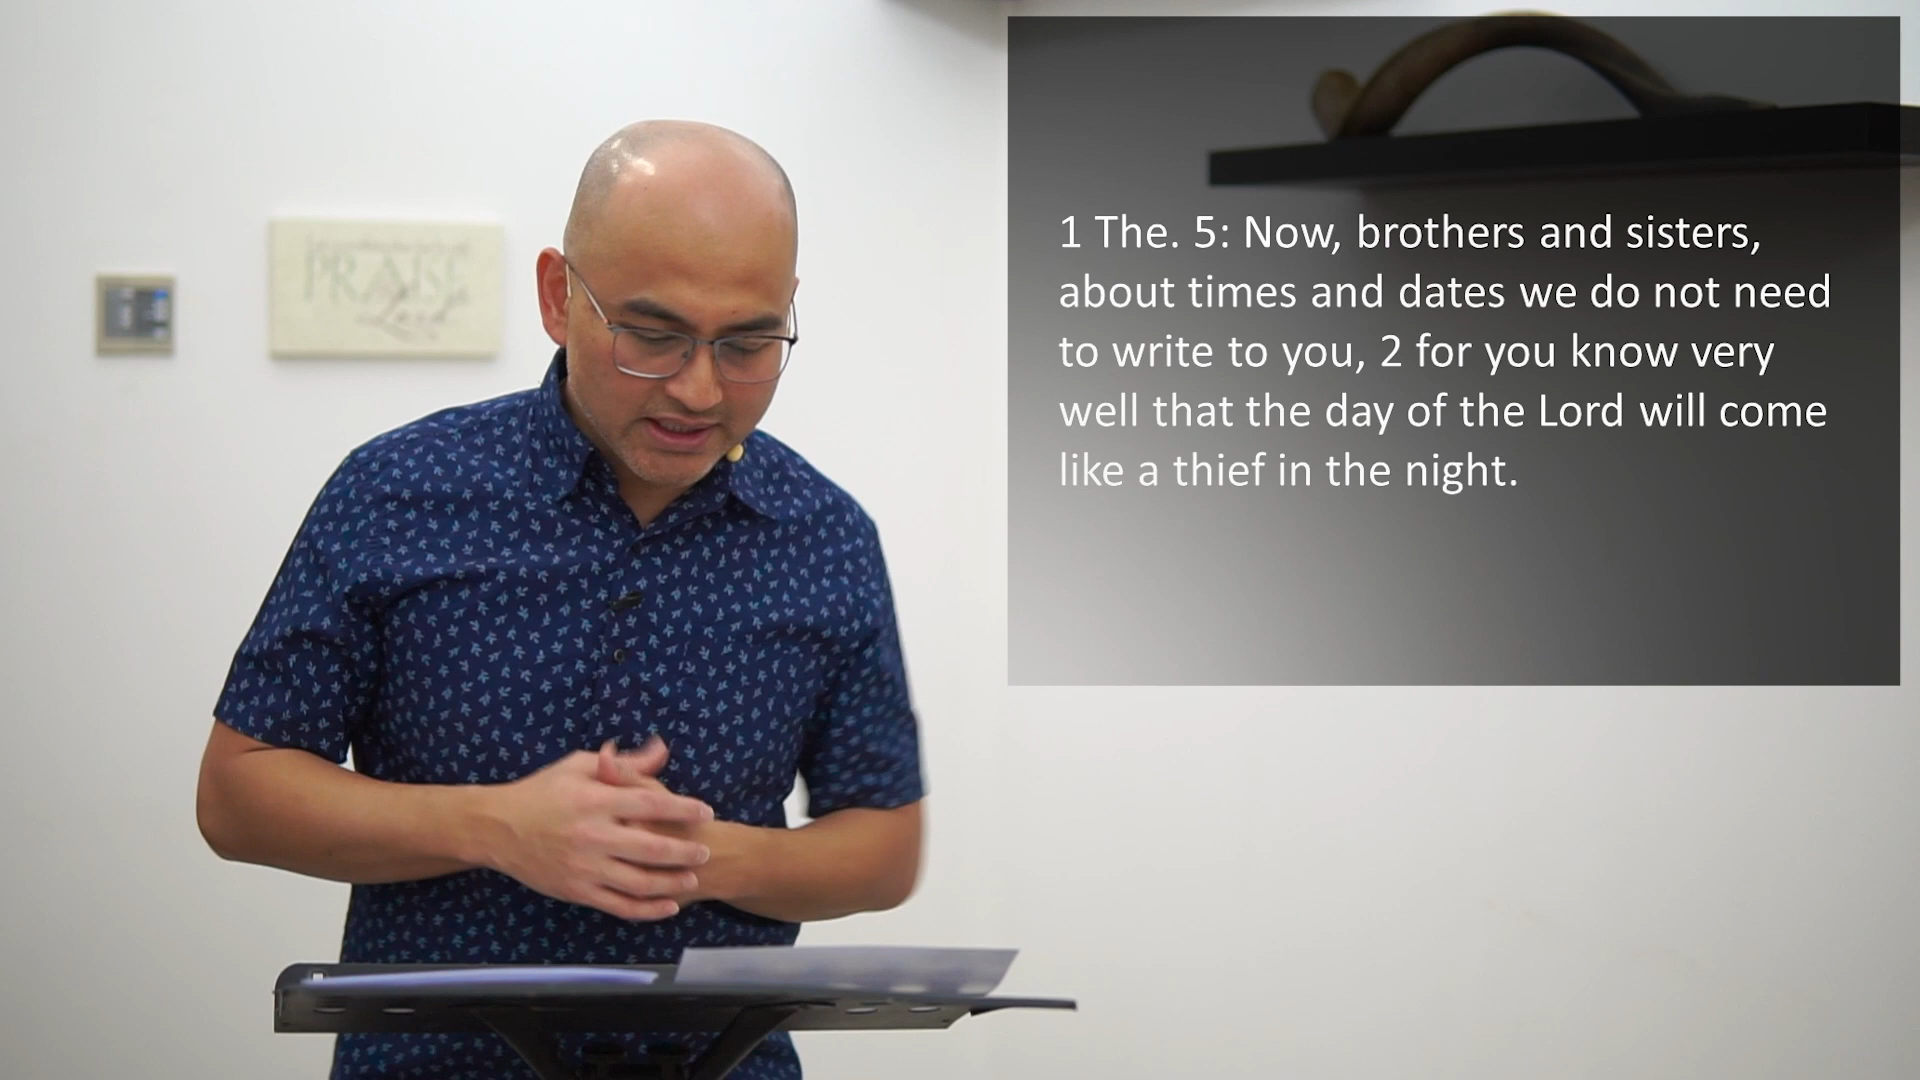 PRAISE
Lord
1 The. 5: Now, brothers and sisters,
about times and dates we do not need
to write to you, 2 for you know very
well that the day of the Lord will come
like a thief in the night.